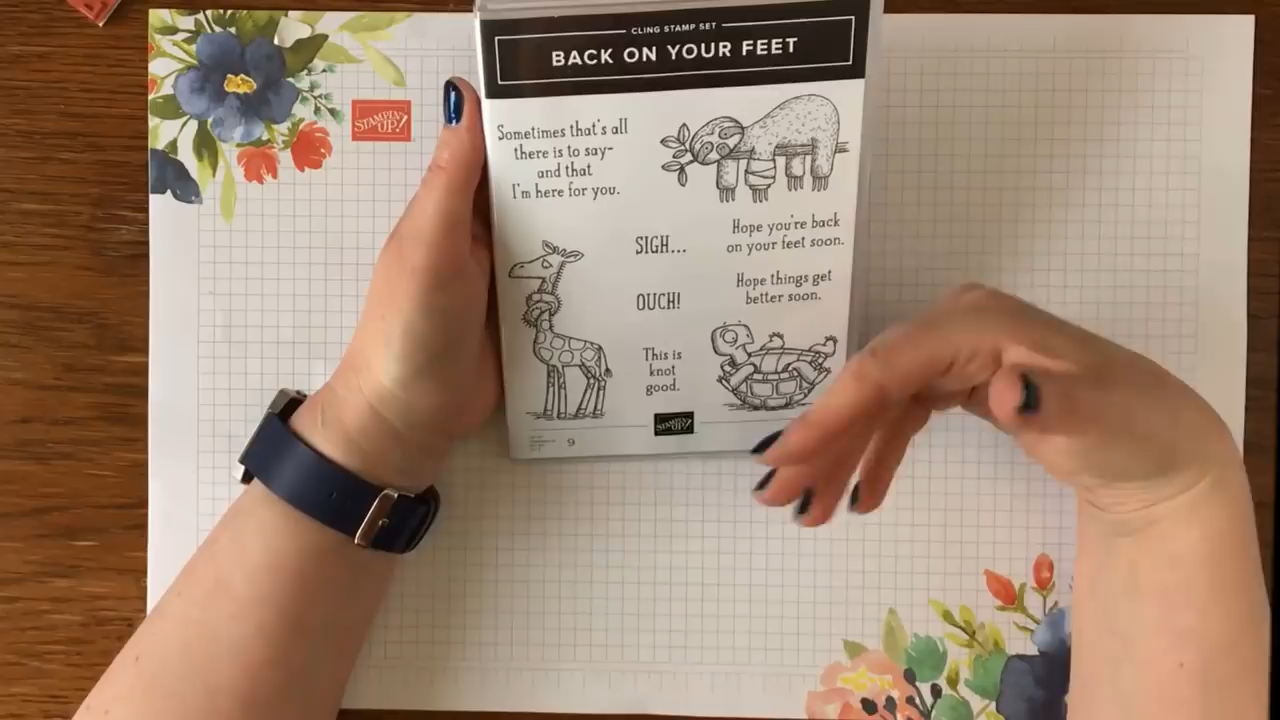 CLING STAMP SET
BACK ON YOUR FEET
STAMPIN' UP!
Sometimes that's all
there is to say-
and that
I'm here for you.
SIGH...
Hope you're back
on your feet soon.
OUCH!
Hope things get
better soon.
This is
knot
good.
STAMPIN' UP!
9